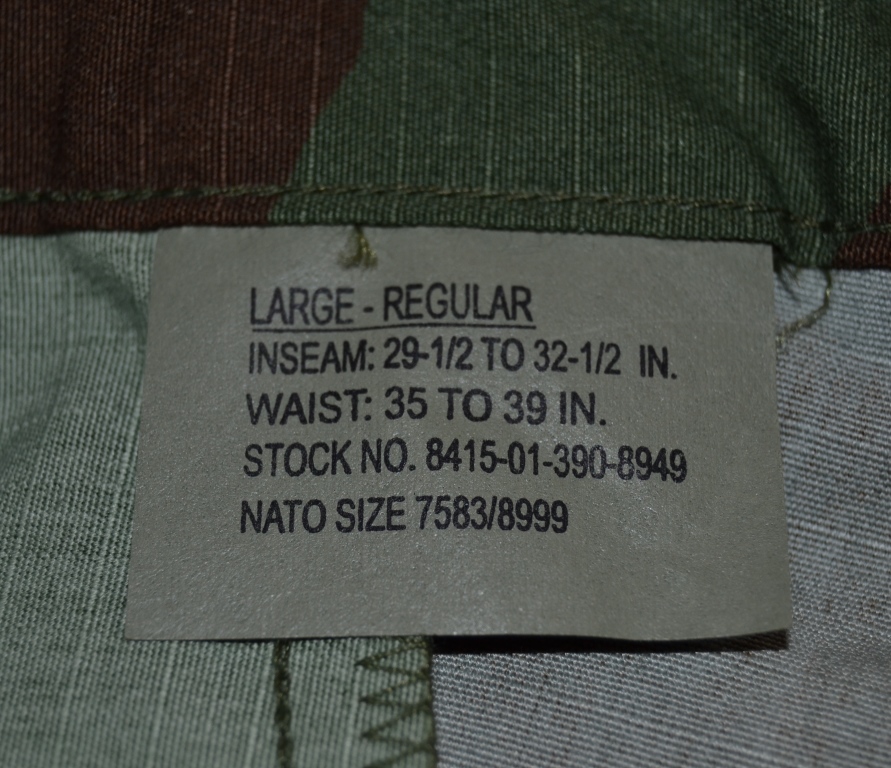 LARGE - REGULAR
INSEAM: 29-1/2 TO 32-1/2 IN.
WAIST: 35 TO 39 IN.
STOCK NO. 8415-01-390-8949
NATO SIZE 7583/8999